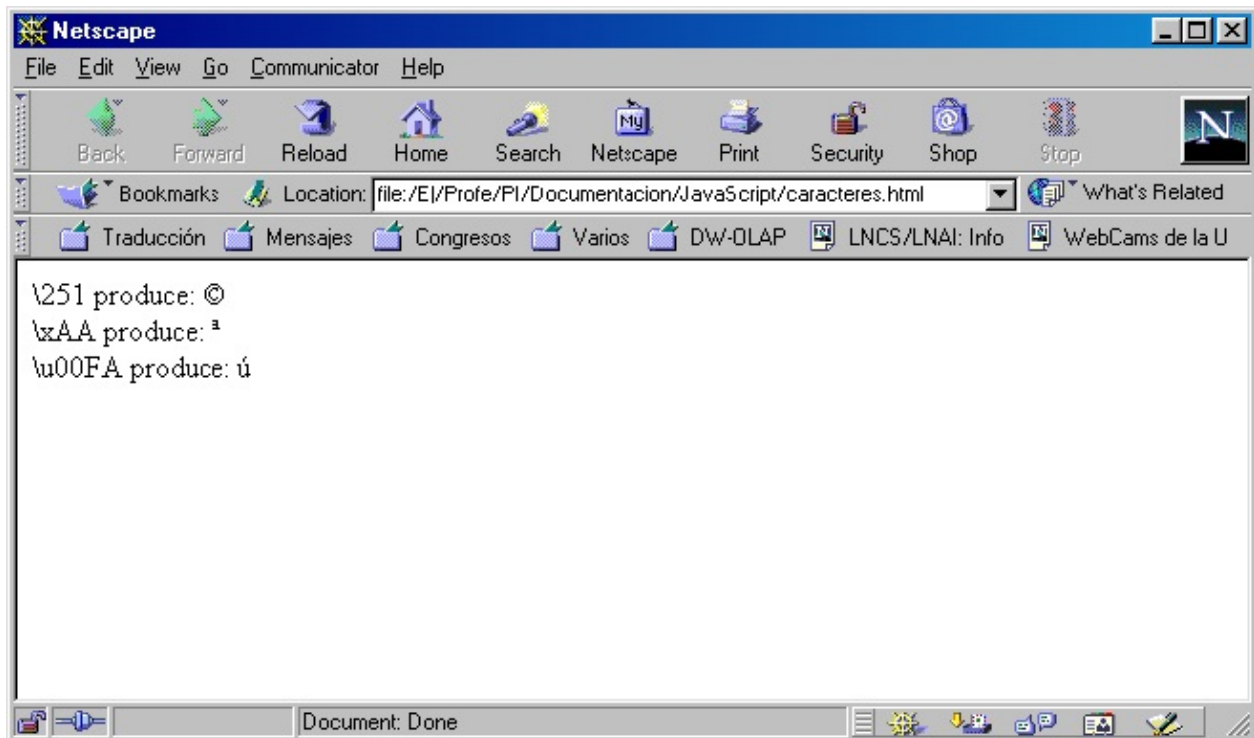 Netscape
File Edit View Go Communicator Help
Back Forward Reload Home Search Netscape Print Security Shop Stop
My
N
Bookmarks Location: file:/E|/Profe/PI/Documentacion/JavaScript/caracteres.html What's Related
Traducción Mensajes Congresos Varios DW-OLAP LNCS/LNAI: Info WebCams de la U
\251 produce: ©
\xAA produce: ª
\u00FA produce: ú
Document: Done